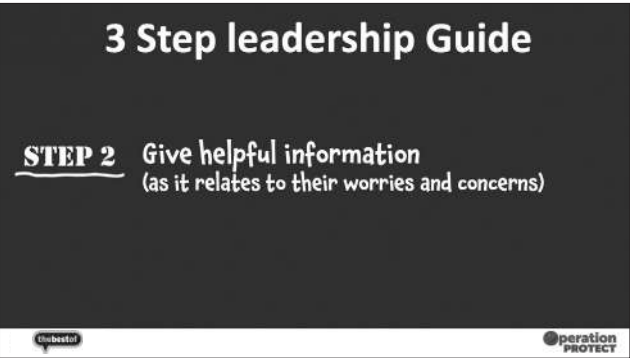 3 Step leadership Guide
STEP 2 Give helpful information
(as it relates to their worries and concerns)
thebestof
Operation
PROTECT